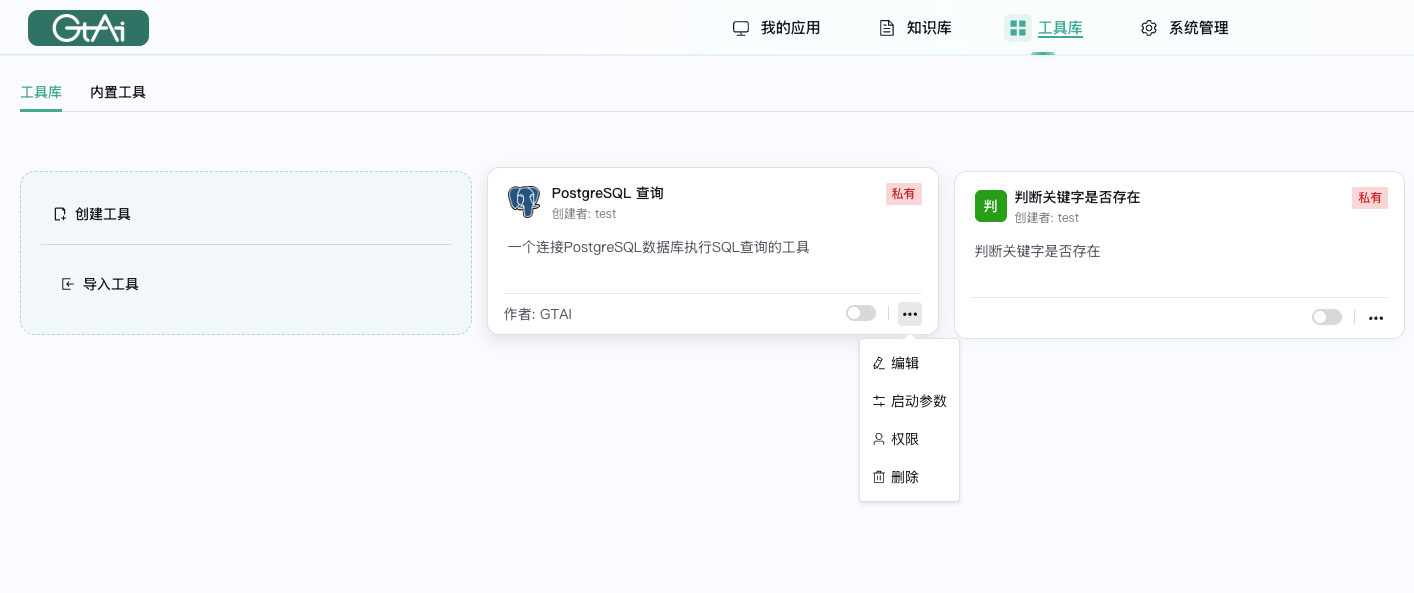 GtAi
我的应用
知识库
工具库
系统管理
工具库
内置工具
创建工具
导入工具
PostgreSQL 查询
私有
创建者: test
一个连接PostgreSQL数据库执行SQL查询的工具
作者: GTAI
编辑
启动参数
权限
删除
判
判断关键字是否存在
私有
创建者: test
判断关键字是否存在